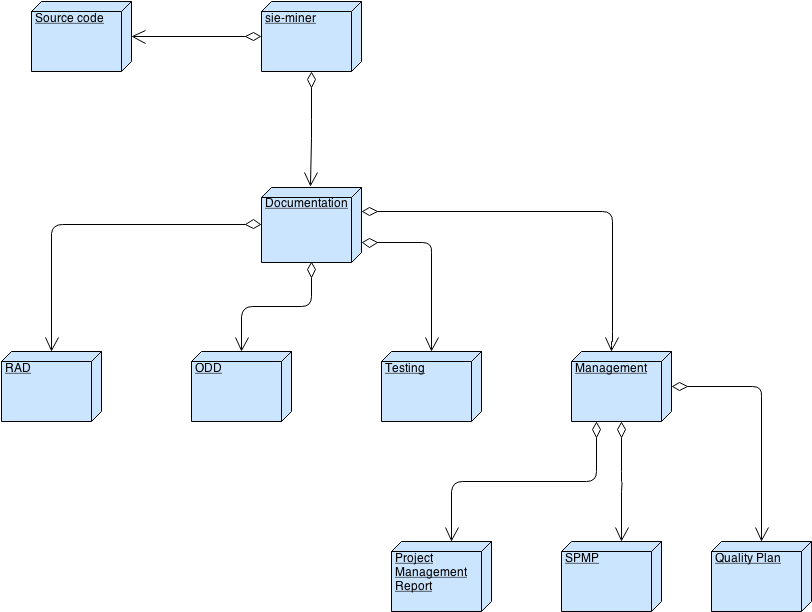 Source code
sie-miner
Documentation
RAD
ODD
Testing
Management
Project
Management
Report
SPMP
Quality Plan